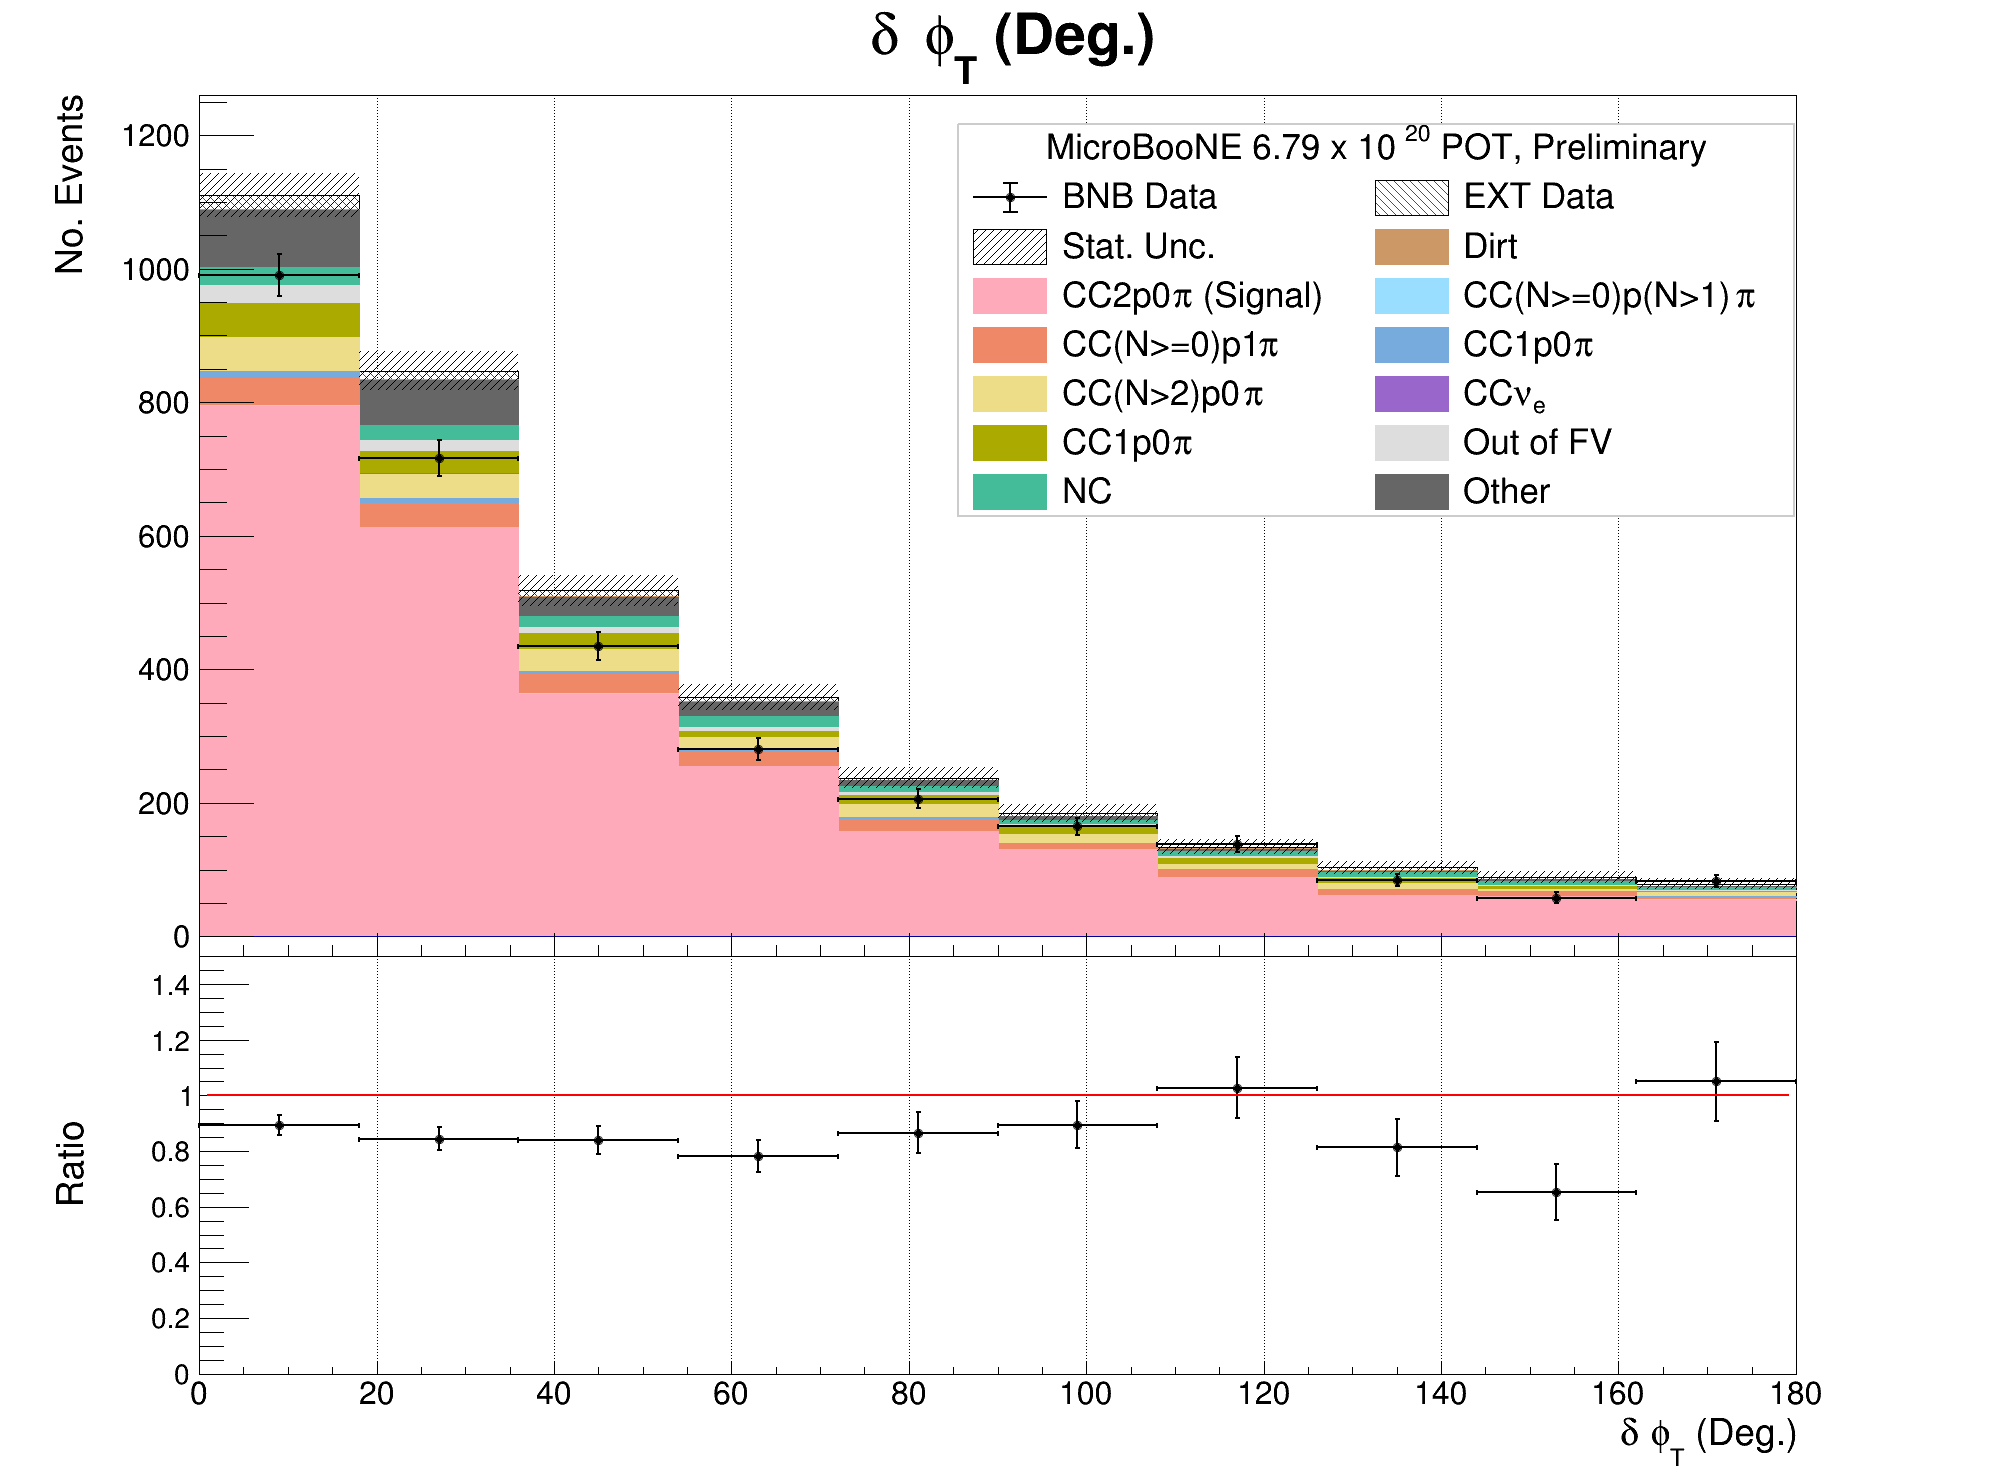 δ ϕT (Deg.)
No. Events
1200
1000
800
600
400
200
0
MicroBooNE 6.79 x 10 20 POT, Preliminary
BNB Data
EXT Data
Stat. Unc.
Dirt
CC2p0π (Signal)
CC(N>=0)p(N>1) π
CC(N>=0)p1π
CC1p0π
CC(N>2)p0π
CCνe
CC1p0π
Out of FV
NC
Other
Ratio
1.4
1.2
1
0.8
0.6
0.4
0.2
0
0 20 40 60 80 100 120 140 160 180
δ ϕT (Deg.)